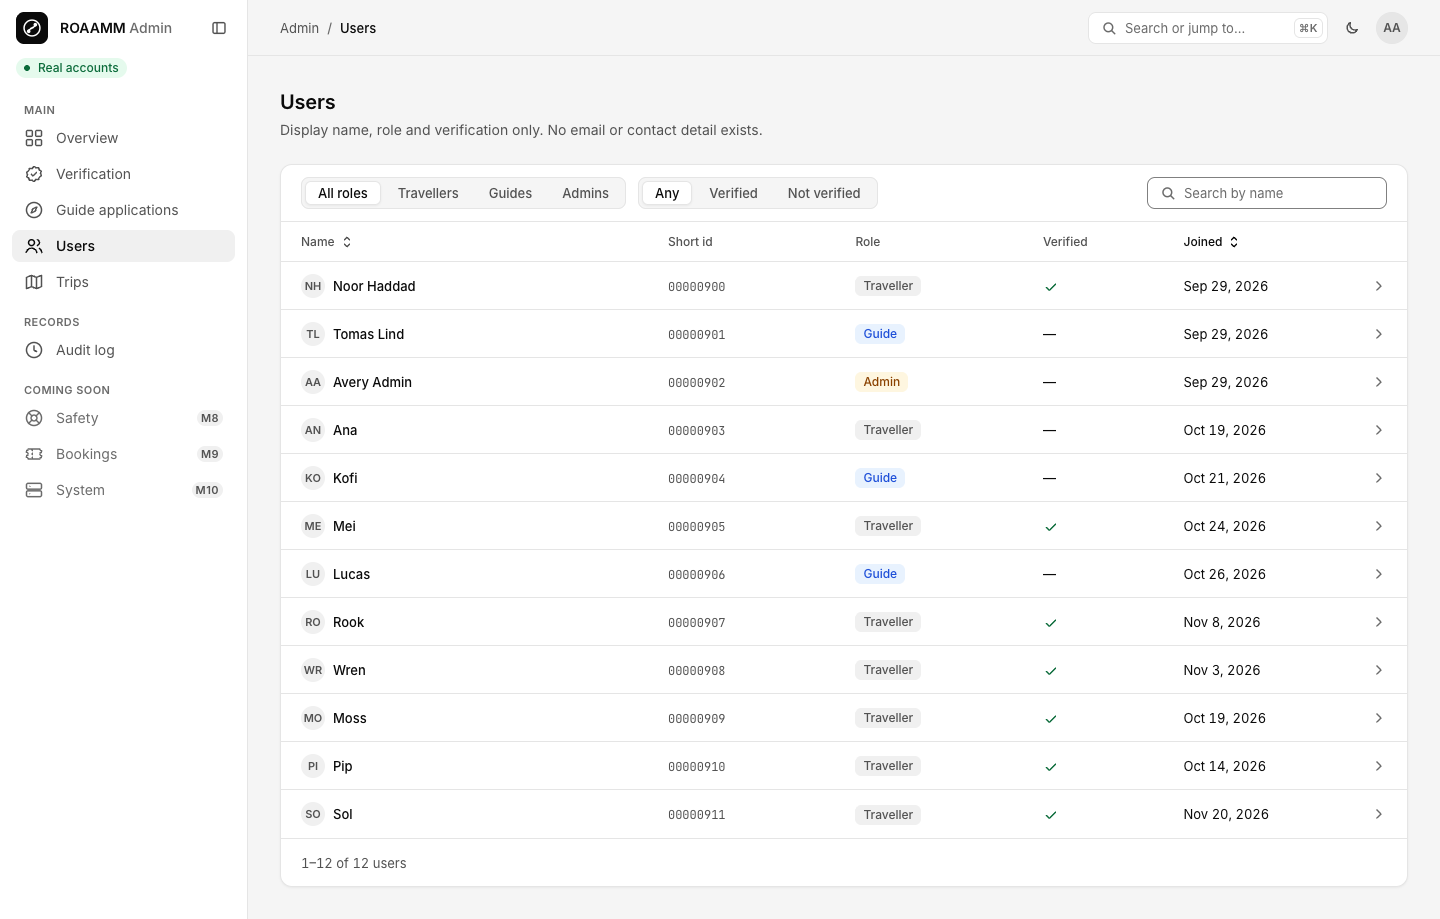 ROAAMM Admin
Real accounts
MAIN
Overview
Verification
Guide applications
Users
Trips
RECORDS
Audit log
COMING SOON
Safety M8
Bookings M9
System M10
Admin / Users
Search or jump to... ⌘K
AA
Users
Display name, role and verification only. No email or contact detail exists.
All roles Travellers Guides Admins Any Verified Not verified Search by name
Name Short id Role Verified Joined
NH Noor Haddad 00000900 Traveller ✓ Sep 29, 2026
TL Tomas Lind 00000901 Guide — Sep 29, 2026
AA Avery Admin 00000902 Admin — Sep 29, 2026
AN Ana 00000903 Traveller — Oct 19, 2026
KO Kofi 00000904 Guide — Oct 21, 2026
ME Mei 00000905 Traveller ✓ Oct 24, 2026
LU Lucas 00000906 Guide — Oct 26, 2026
RO Rook 00000907 Traveller ✓ Nov 8, 2026
WR Wren 00000908 Traveller ✓ Nov 3, 2026
MO Moss 00000909 Traveller ✓ Oct 19, 2026
PI Pip 00000910 Traveller ✓ Oct 14, 2026
SO Sol 00000911 Traveller ✓ Nov 20, 2026
1–12 of 12 users